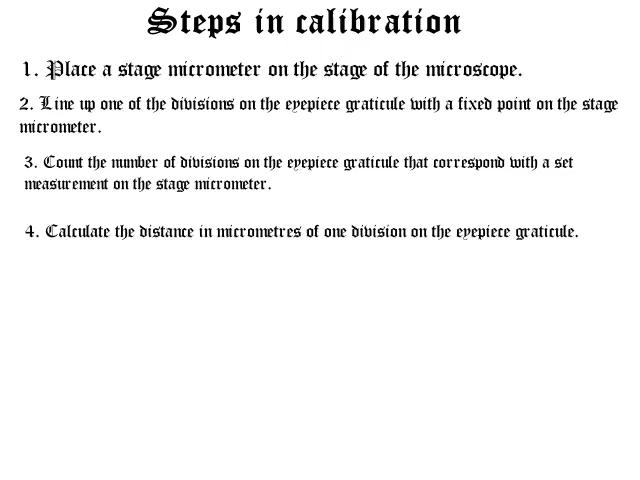 Steps in calibration
1. Place a stage micrometer on the stage of the microscope.
2. Line up one of the divisions on the eyepiece graticule with a fixed point on the stage
micrometer.
3. Count the number of divisions on the eyepiece graticule that correspond with a set
measurement on the stage micrometer.
4. Calculate the distance in micrometres of one division on the eyepiece graticule.